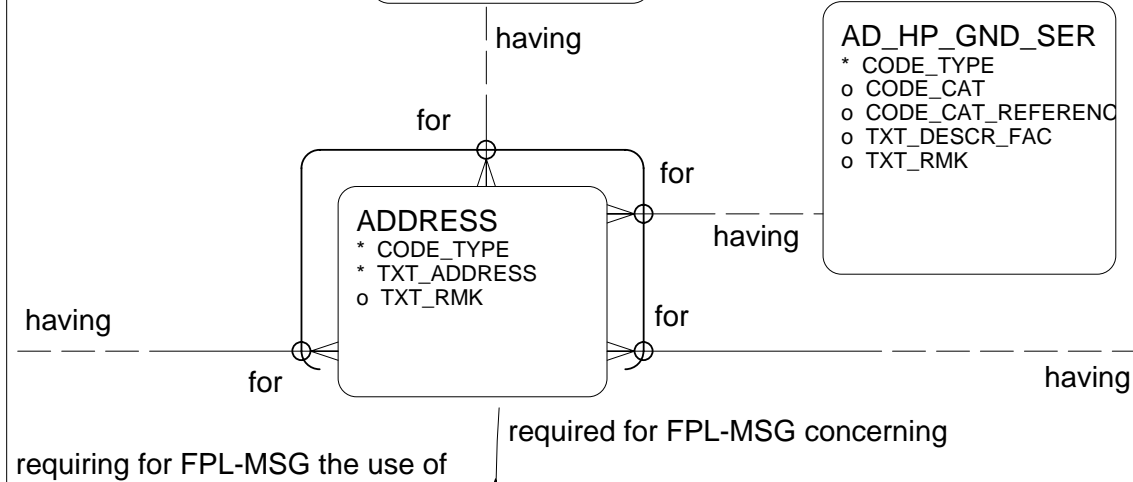 having
AD_HP_GND_SER
* CODE_TYPE
o CODE_CAT
o CODE_CAT_REFERENC
o TXT_DESCR_FAC
o TXT_RMK
for
for
having
ADDRESS
* CODE_TYPE
* TXT_ADDRESS
o TXT_RMK
having
for
for
having
required for FPL-MSG concerning
requiring for FPL-MSG the use of